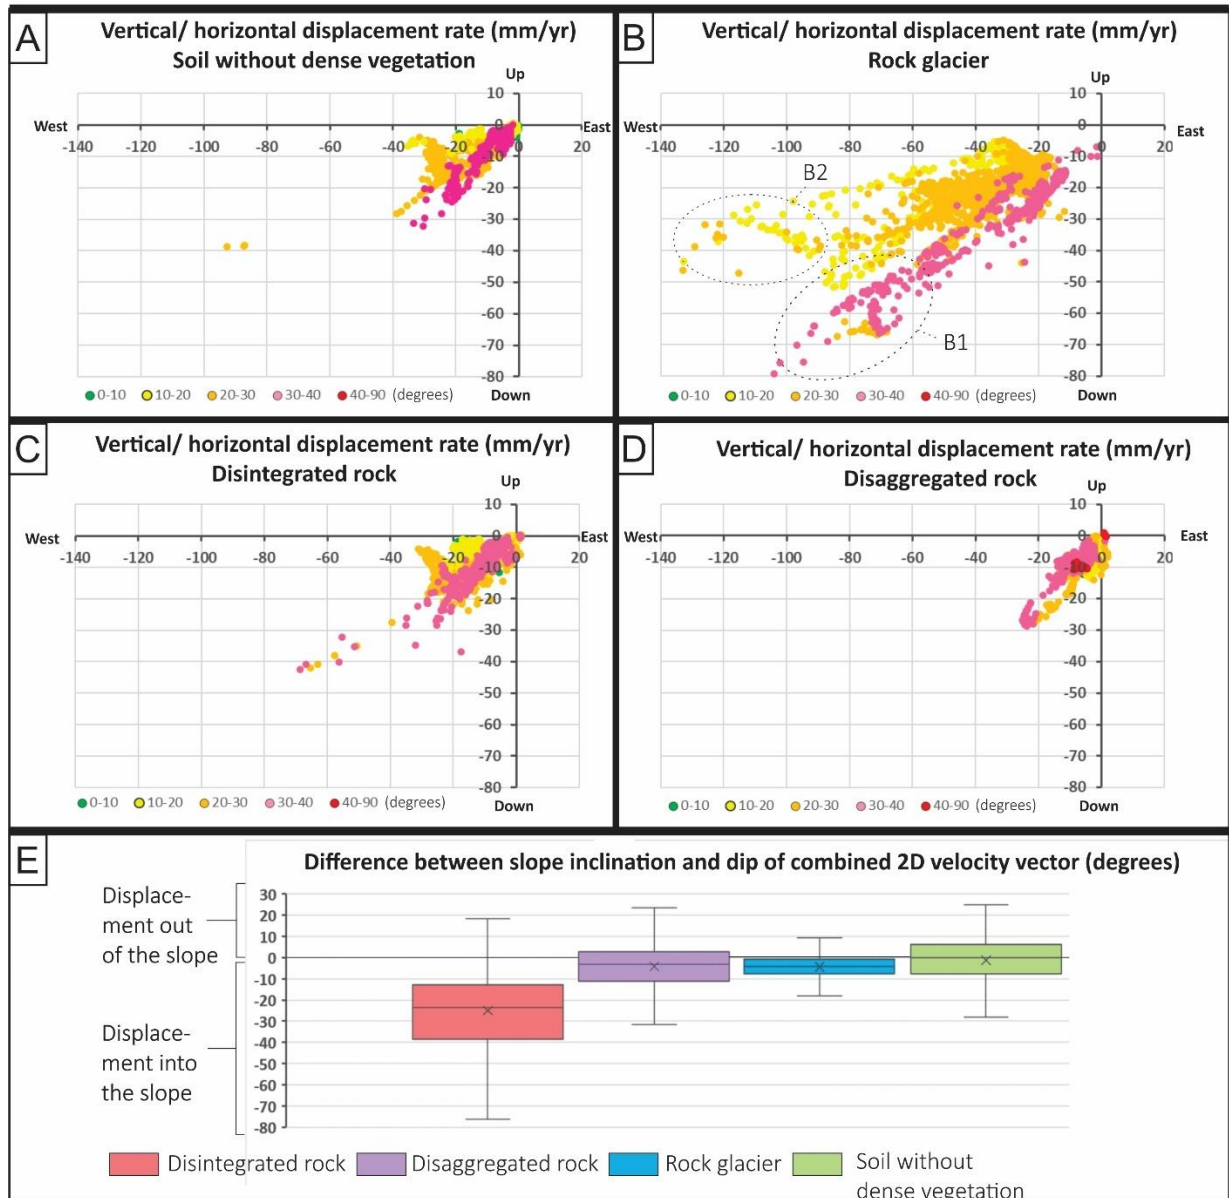 A
Vertical/ horizontal displacement rate (mm/yr)
Soil without dense vegetation
Up
10
West
0
East
-140 -120 -100 -80 -60 -40 -20 0 20
-10
-20
-30
-40
-50
-60
-70
-80
0-10 10-20 20-30 30-40 40-90 (degrees)
Down
B
Vertical/ horizontal displacement rate (mm/yr)
Rock glacier
Up
10
West
0
East
-140 -120 -100 -80 -60 -40 -20 0 20
-10
B2
-20
-30
-40
-50
-60
B1
-70
-80
0-10 10-20 20-30 30-40 40-90 (degrees)
Down
C
Vertical/ horizontal displacement rate (mm/yr)
Disintegrated rock
Up
10
West
0
East
-140 -120 -100 -80 -60 -40 -20 0 20
-10
-20
-30
-40
-50
-60
-70
-80
0-10 10-20 20-30 30-40 40-90 (degrees)
Down
D
Vertical/ horizontal displacement rate (mm/yr)
Disaggregated rock
Up
10
West
0
East
-140 -120 -100 -80 -60 -40 -20 0 20
-10
-20
-30
-40
-50
-60
-70
-80
0-10 10-20 20-30 30-40 40-90 (degrees)
Down
E
Difference between slope inclination and dip of combined 2D velocity vector (degrees)
Displace-
ment out
of the slope
Displace-
ment into
the slope
30
20
10
0
-10
-20
-30
-40
-50
-60
-70
-80
Disintegrated rock
Disaggregated rock
Rock glacier
Soil without
dense vegetation